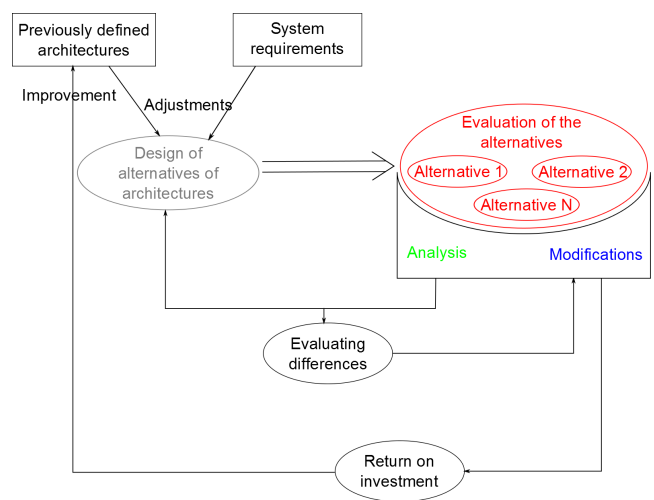 Previously defined
architectures
System
requirements
Improvement
Adjustments
Design of
alternatives of
architectures
Evaluation of the
alternatives
Alternative 1
Alternative 2
Alternative N
Analysis
Modifications
Evaluating
differences
Return on
investment